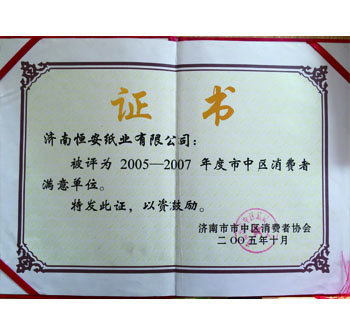 证 书
济南恒安纸业有限公司：
被评为 2005—2007 年度市中区消费者
满意单位。
特发此证，以资鼓励。
济南市市中区消费者协会
二〇〇五年十月